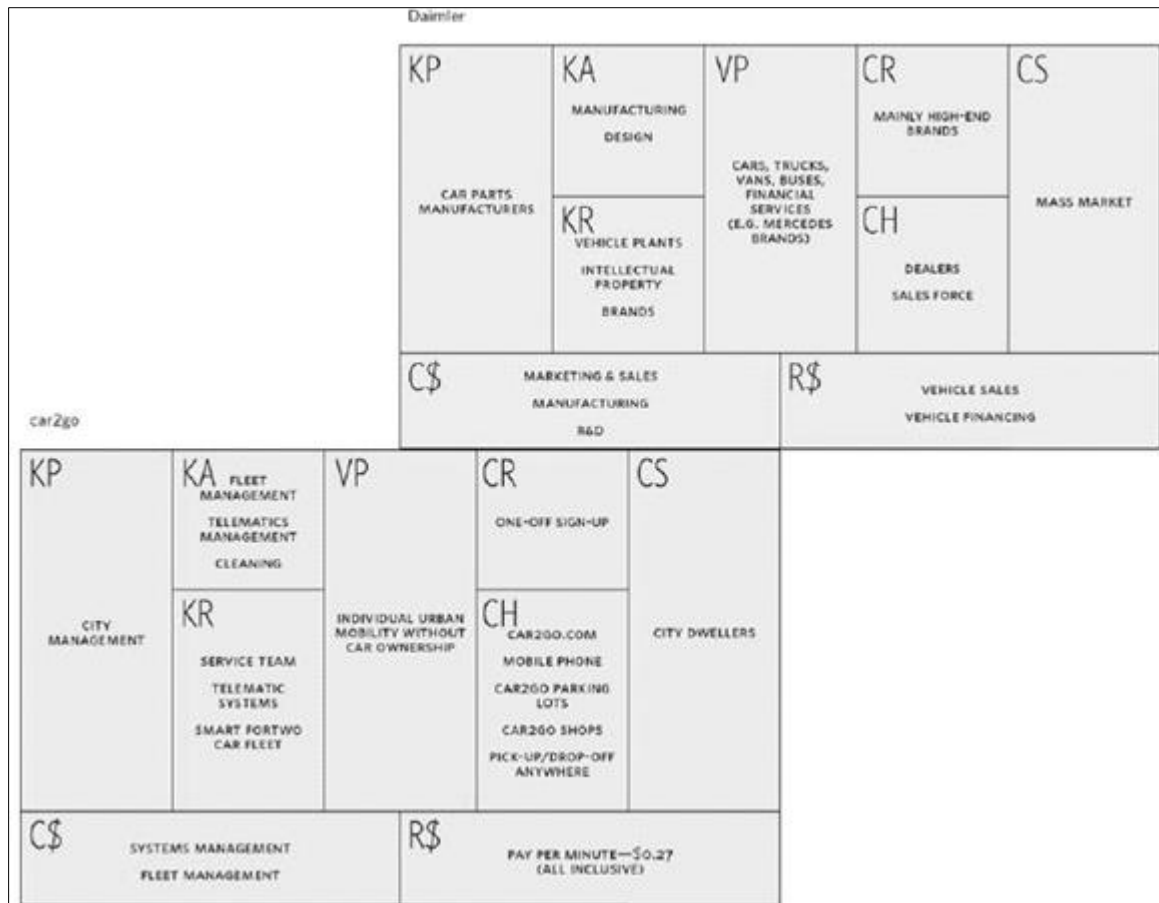 Daimler
KP
CAR PARTS
MANUFACTURERS
KA
MANUFACTURING
DESIGN
KR
VEHICLE PLANTS
INTELLECTUAL
PROPERTY
BRANDS
VP
CARS, TRUCKS,
VANS, BUSES,
FINANCIAL
SERVICES
(E.G. MERCEDES
BRANDS)
CR
MAINLY HIGH-END
BRANDS
CH
DEALERS
SALES FORCE
CS
MASS MARKET
C$
MARKETING & SALES
MANUFACTURING
R&D
R$
VEHICLE SALES
VEHICLE FINANCING
car2go
KP
CITY
MANAGEMENT
KA FLEET
MANAGEMENT
TELEMATICS
MANAGEMENT
CLEANING
KR
SERVICE TEAM
TELEMATIC
SYSTEMS
SMART FORTWO
CAR FLEET
VP
INDIVIDUAL URBAN
MOBILITY WITHOUT
CAR OWNERSHIP
CR
ONE-OFF SIGN-UP
CH
CAR2GO.COM
MOBILE PHONE
CAR2GO PARKING
LOTS
CAR2GO SHOPS
PICK-UP/DROP-OFF
ANYWHERE
CS
CITY DWELLERS
C$
SYSTEMS MANAGEMENT
FLEET MANAGEMENT
R$
PAY PER MINUTE—$0.27
(ALL INCLUSIVE)